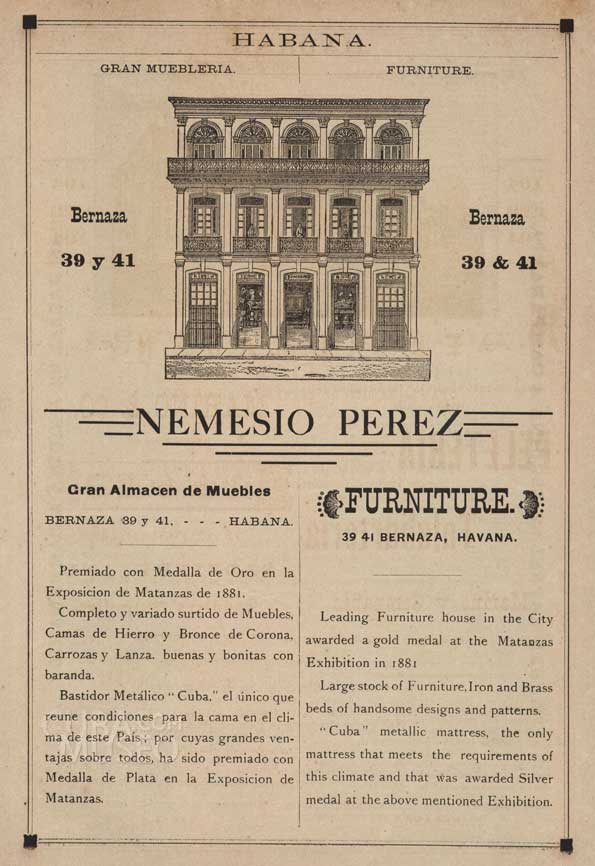 HABANA.
GRAN MUEBLERIA.
FURNITURE.
Bernaza
39 y 41
Bernaza
39 & 41
NEMESIO PEREZ
Gran Almacen de Muebles
BERNAZA 39 y 41, - - - HABANA.
Premiado con Medalla de Oro en la
Exposicion de Matanzas de 1881.
Completo y variado surtido de Muebles,
Camas de Hierro y Bronce de Corona,
Carrozas y Lanza. buenas y bonitas con
baranda.
Bastidor Metálico "Cuba," el único que
reune condiciones para la cama en el cli-
ma de este País; por cuyas grandes ven-
tajas sobre todos, ha sido premiado con
Medalla de Plata en la Exposicion de
Matanzas.
FURNITURE.
39 41 BERNAZA, HAVANA.
Leading Furniture house in the City
awarded a gold medal at the Matanzas
Exhibition in 1881
Large stock of Furniture, Iron and Brass
beds of handsome designs and patterns.
"Cuba" metallic mattress, the only
mattress that meets the requirements of
this climate and that was awarded Silver
medal at the above mentioned Exhibition.